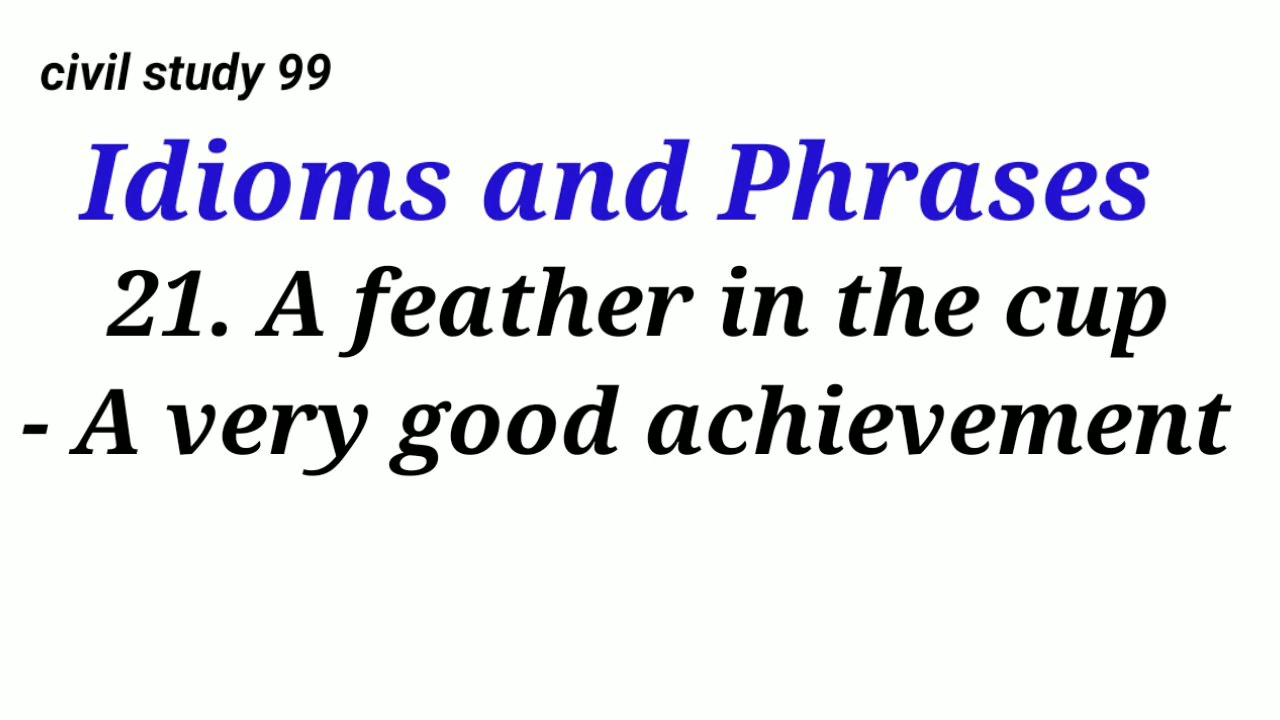 civil study 99
Idioms and Phrases
21. A feather in the cup
- A very good achievement